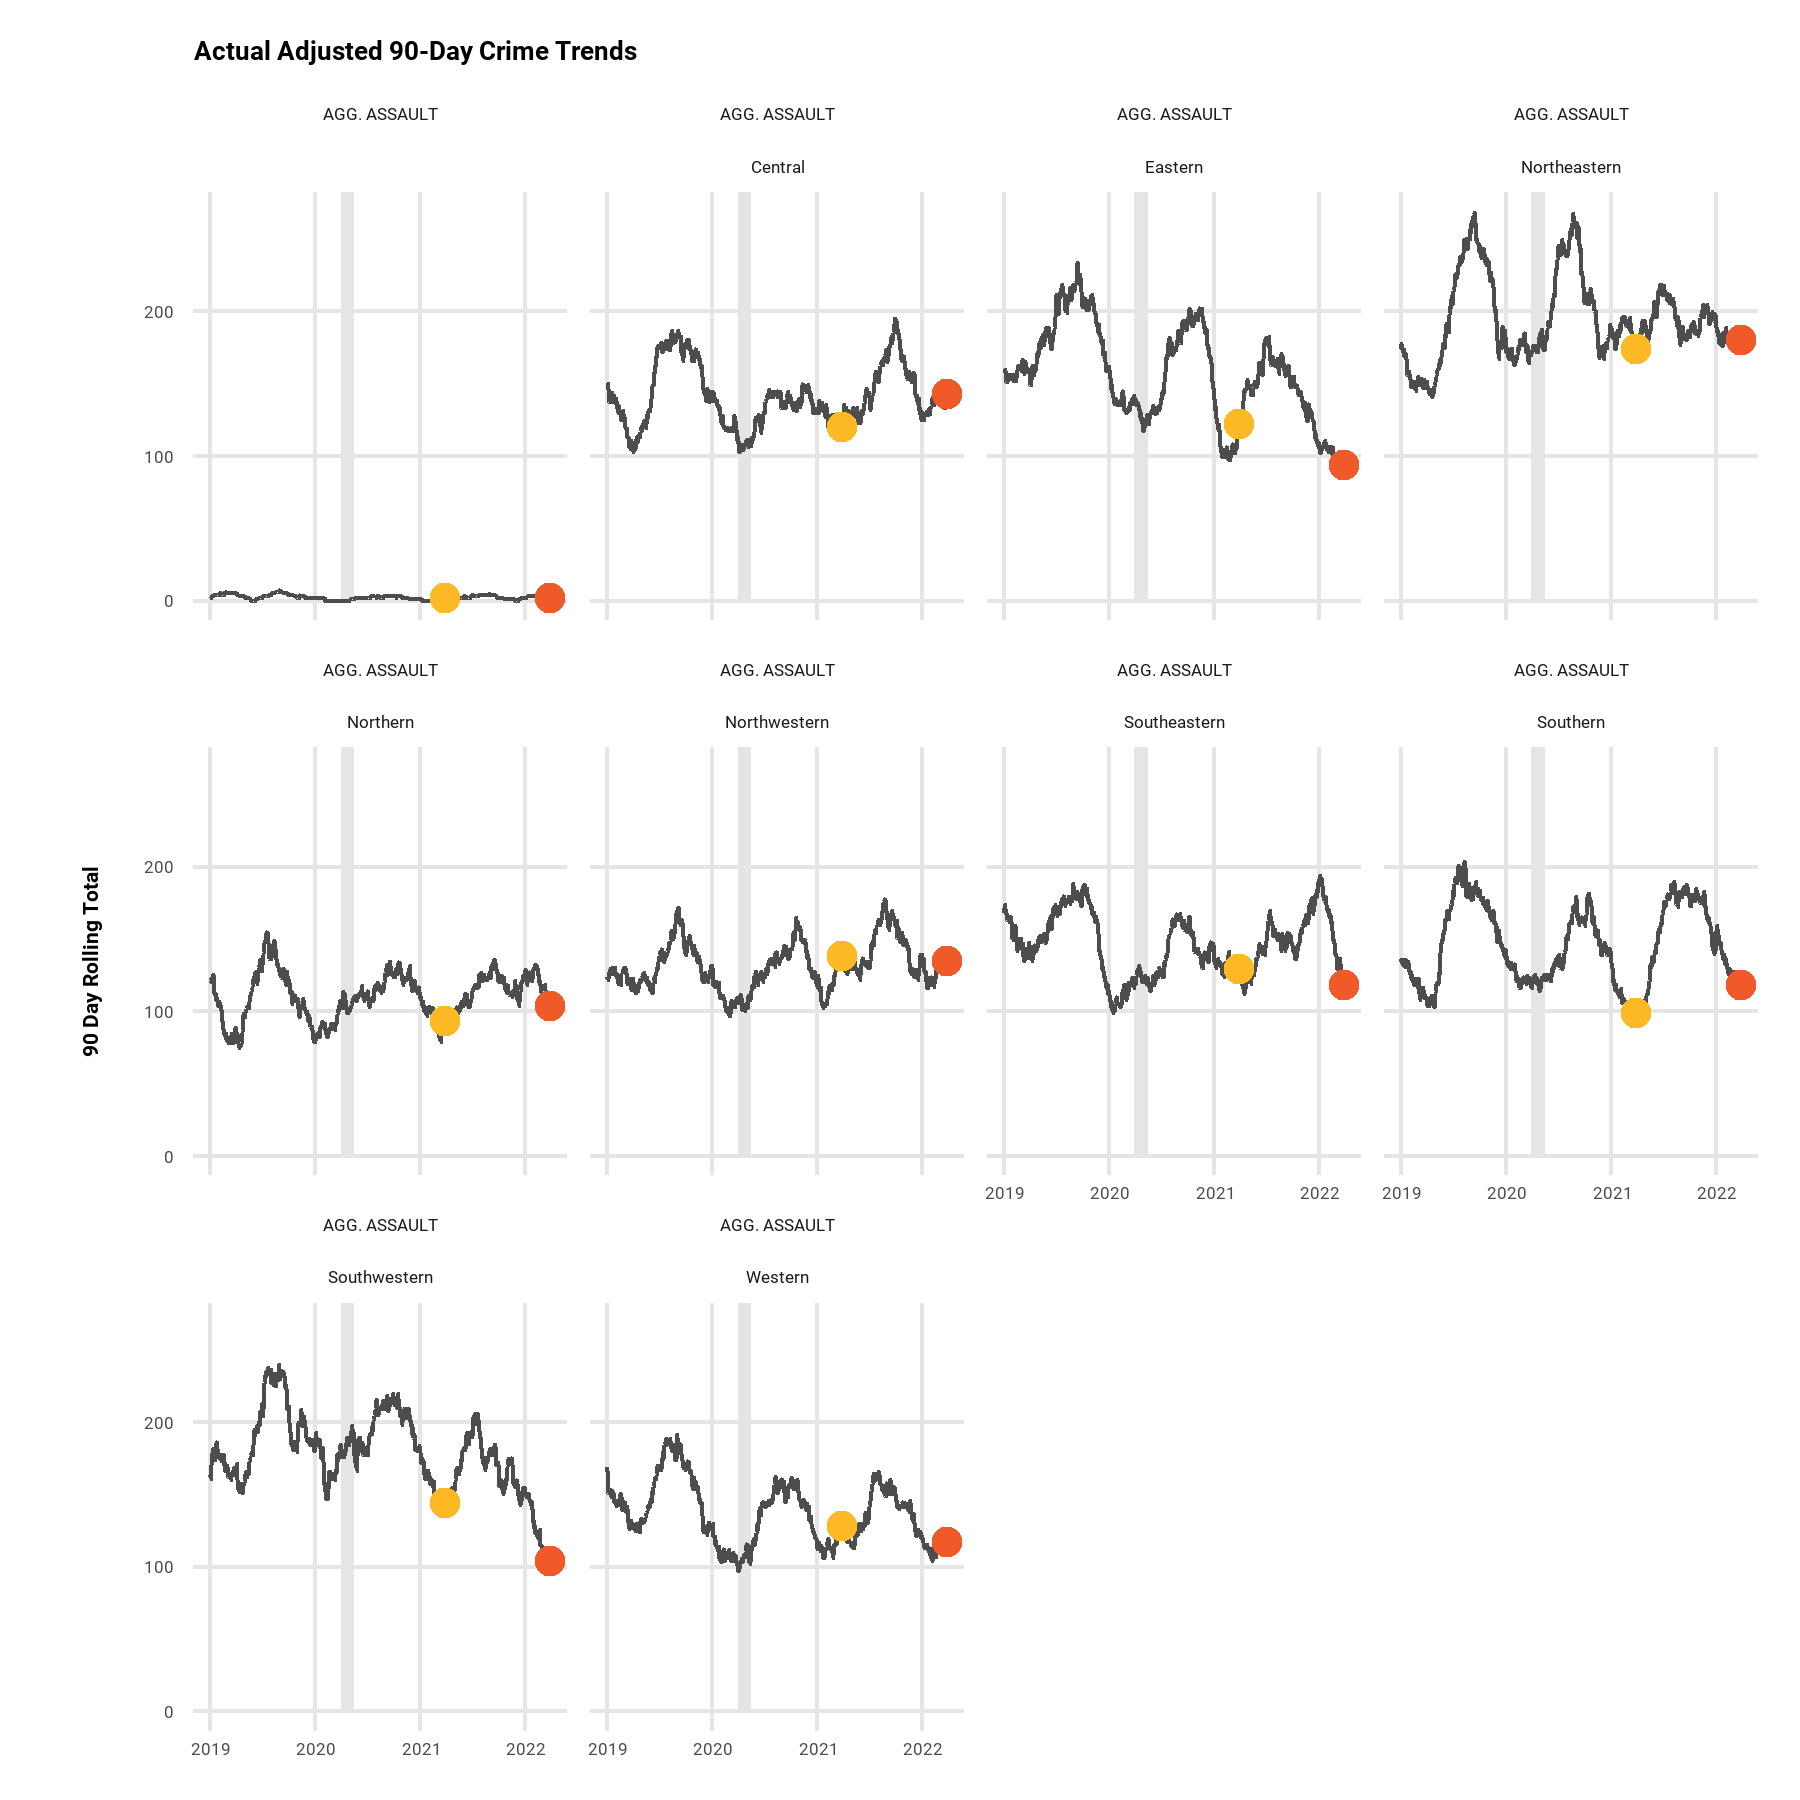 Actual Adjusted 90-Day Crime Trends
AGG. ASSAULT
AGG. ASSAULT
AGG. ASSAULT
AGG. ASSAULT
Central
Eastern
Northeastern
200
100
0
AGG. ASSAULT
AGG. ASSAULT
AGG. ASSAULT
AGG. ASSAULT
Northern
Northwestern
Southeastern
Southern
90 Day Rolling Total
200
100
0
2019 2020 2021 2022
2019 2020 2021 2022
AGG. ASSAULT
AGG. ASSAULT
Southwestern
Western
200
100
0
2019 2020 2021 2022
2019 2020 2021 2022